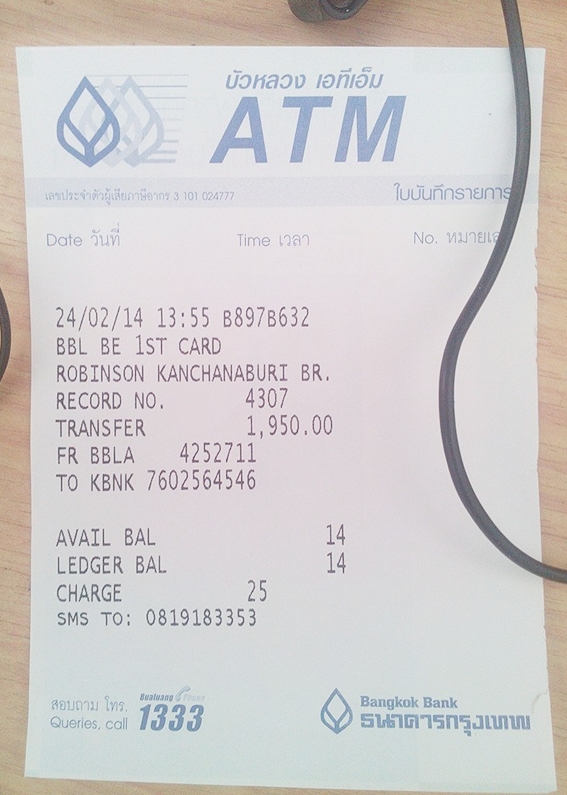 บัวหลวง เอทีเอ็ม
ATM
เลขประจำตัวผู้เสียภาษีอากร 3 101 024777
ใบบันทึกรายการ
Date วันที่ Time เวลา No.
24/02/14 13:55 B897B632
BBL BE 1ST CARD
ROBINSON KANCHANABURI BR.
RECORD NO. 4307
TRANSFER 1,950.00
FR BBLA 4252711
TO KBNK 7602564546
AVAIL BAL 14
LEDGER BAL 14
CHARGE 25
SMS TO: 0819183353
สอบถาม โทร.
Queries, call
Bualuang Phone
1333
Bangkok Bank
ธนาคารกรุงเทพ